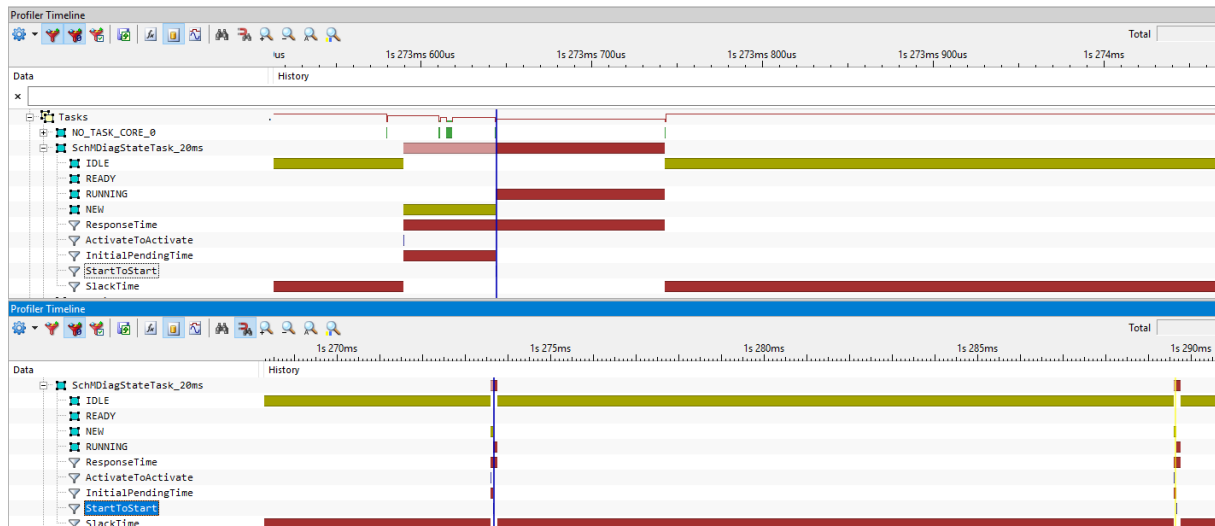 Profiler Timeline
Total
us 1s 273ms 600us 1s 273ms 700us 1s 273ms 800us 1s 273ms 900us 1s 274ms
Data History
×
Tasks
NO_TASK_CORE_0
SchMDiagStateTask_20ms
IDLE
READY
RUNNING
NEW
ResponseTime
ActivateToActivate
InitialPendingTime
StartToStart
SlackTime
Profiler Timeline
Total
1s 270ms 1s 275ms 1s 280ms 1s 285ms 1s 290ms
Data History
SchMDiagStateTask_20ms
IDLE
READY
NEW
RUNNING
ResponseTime
ActivateToActivate
InitialPendingTime
StartToStart
SlackTime